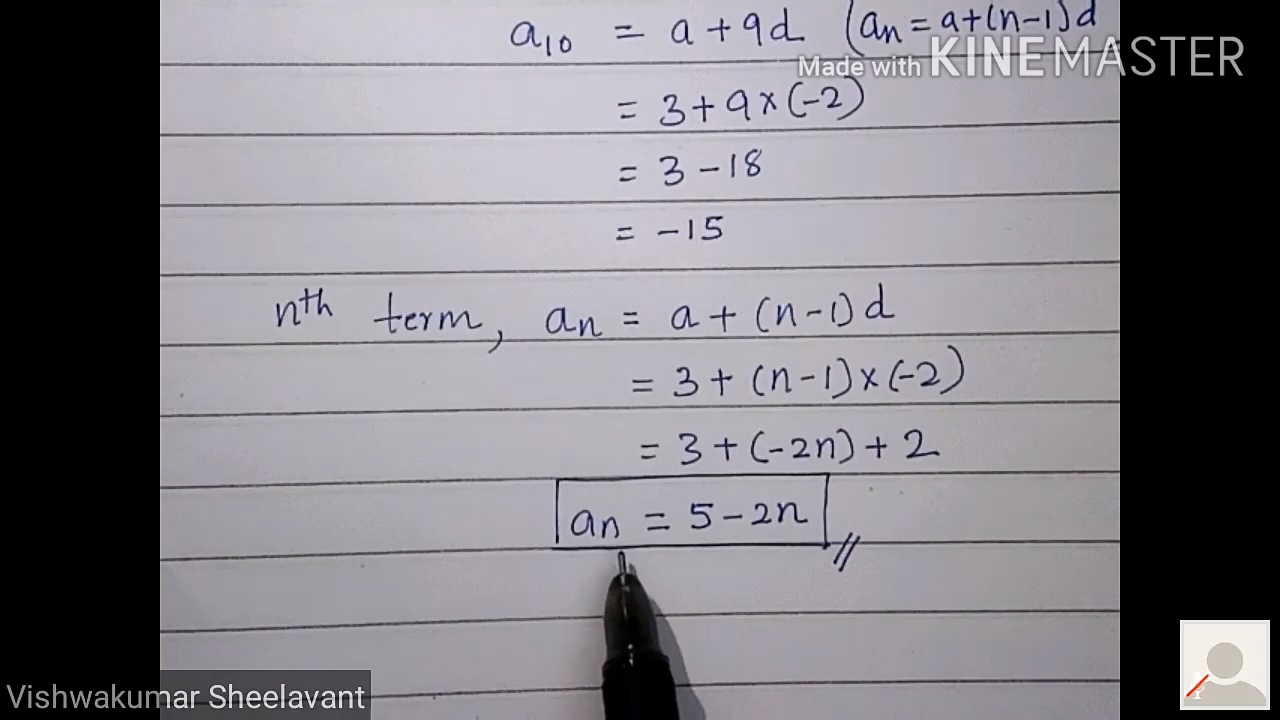 a₁₀ = a + 9d (aₙ = a+(n-1)d
Made with KINEMASTER
= 3 + 9 × (-2)
= 3 - 18
= -15
nᵗʰ term, aₙ = a + (n-1) d
= 3 + (n-1) × (-2)
= 3 + (-2n) + 2
aₙ = 5 - 2n
Vishwakumar Sheelavant